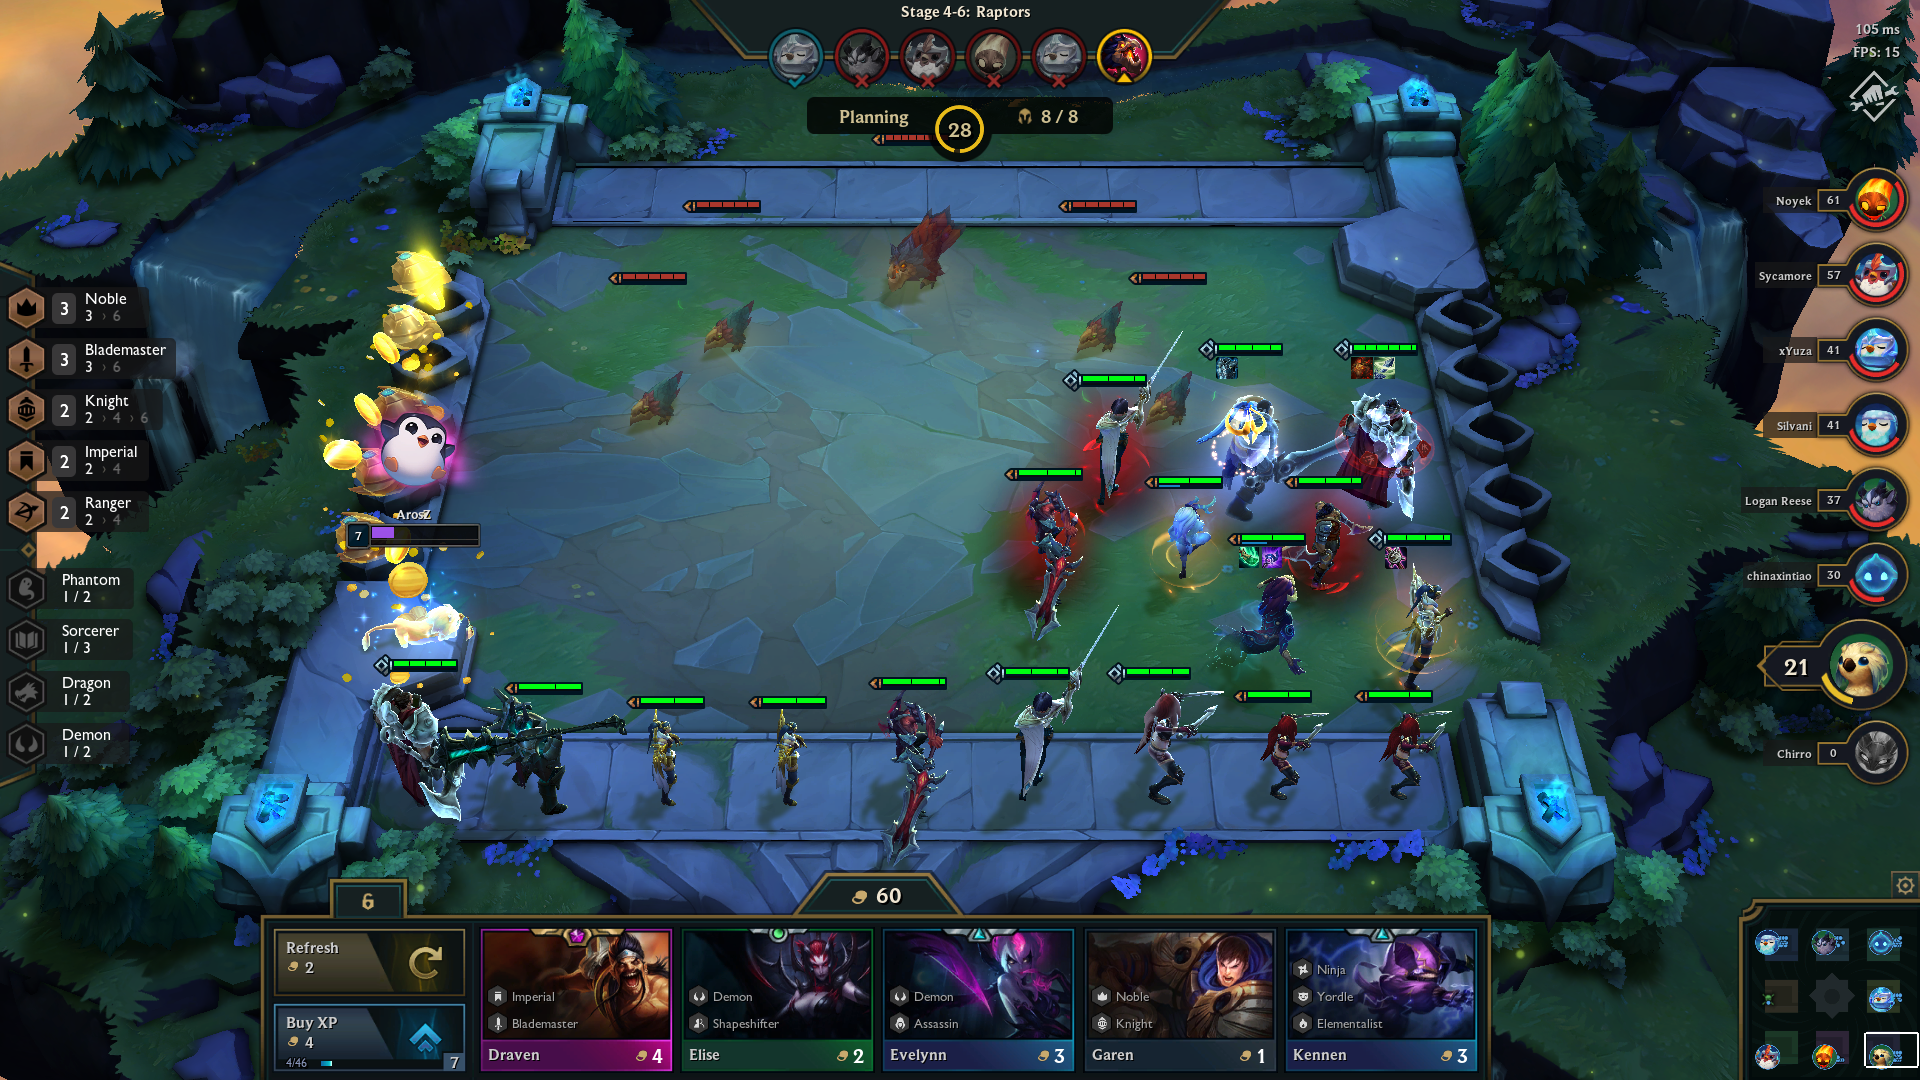 Stage 4-6: Raptors
105 ms
FPS: 15
Planning
28
8 / 8
Noyek 61
Sycamore 57
xYuza 41
Silvani 41
Logan Reese 37
chinaxintiao 30
21
Chirro 0
3 Noble
3 › 6
3 Blademaster
3 › 6
2 Knight
2 › 4 › 6
2 Imperial
2 › 4
2 Ranger
2 › 4
Phantom
1 / 2
Sorcerer
1 / 3
Dragon
1 / 2
Demon
1 / 2
ArosZ
7
6
60
Refresh
2
Buy XP
4
4/46
7
Imperial
Blademaster
Draven 4
Demon
Shapeshifter
Elise 2
Demon
Assassin
Evelynn 3
Noble
Knight
Garen 1
Ninja
Yordle
Elementalist
Kennen 3